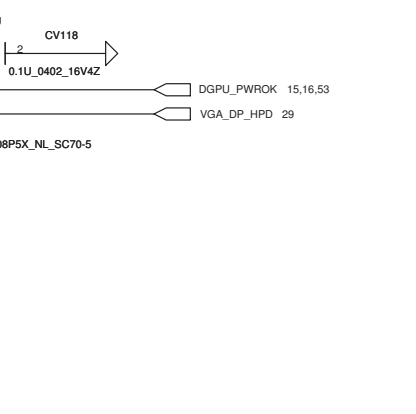 CV118
2
0.1U_0402_16V4Z
DGPU_PWROK 15,16,53
VGA_DP_HPD 29
08P5X_NL_SC70-5